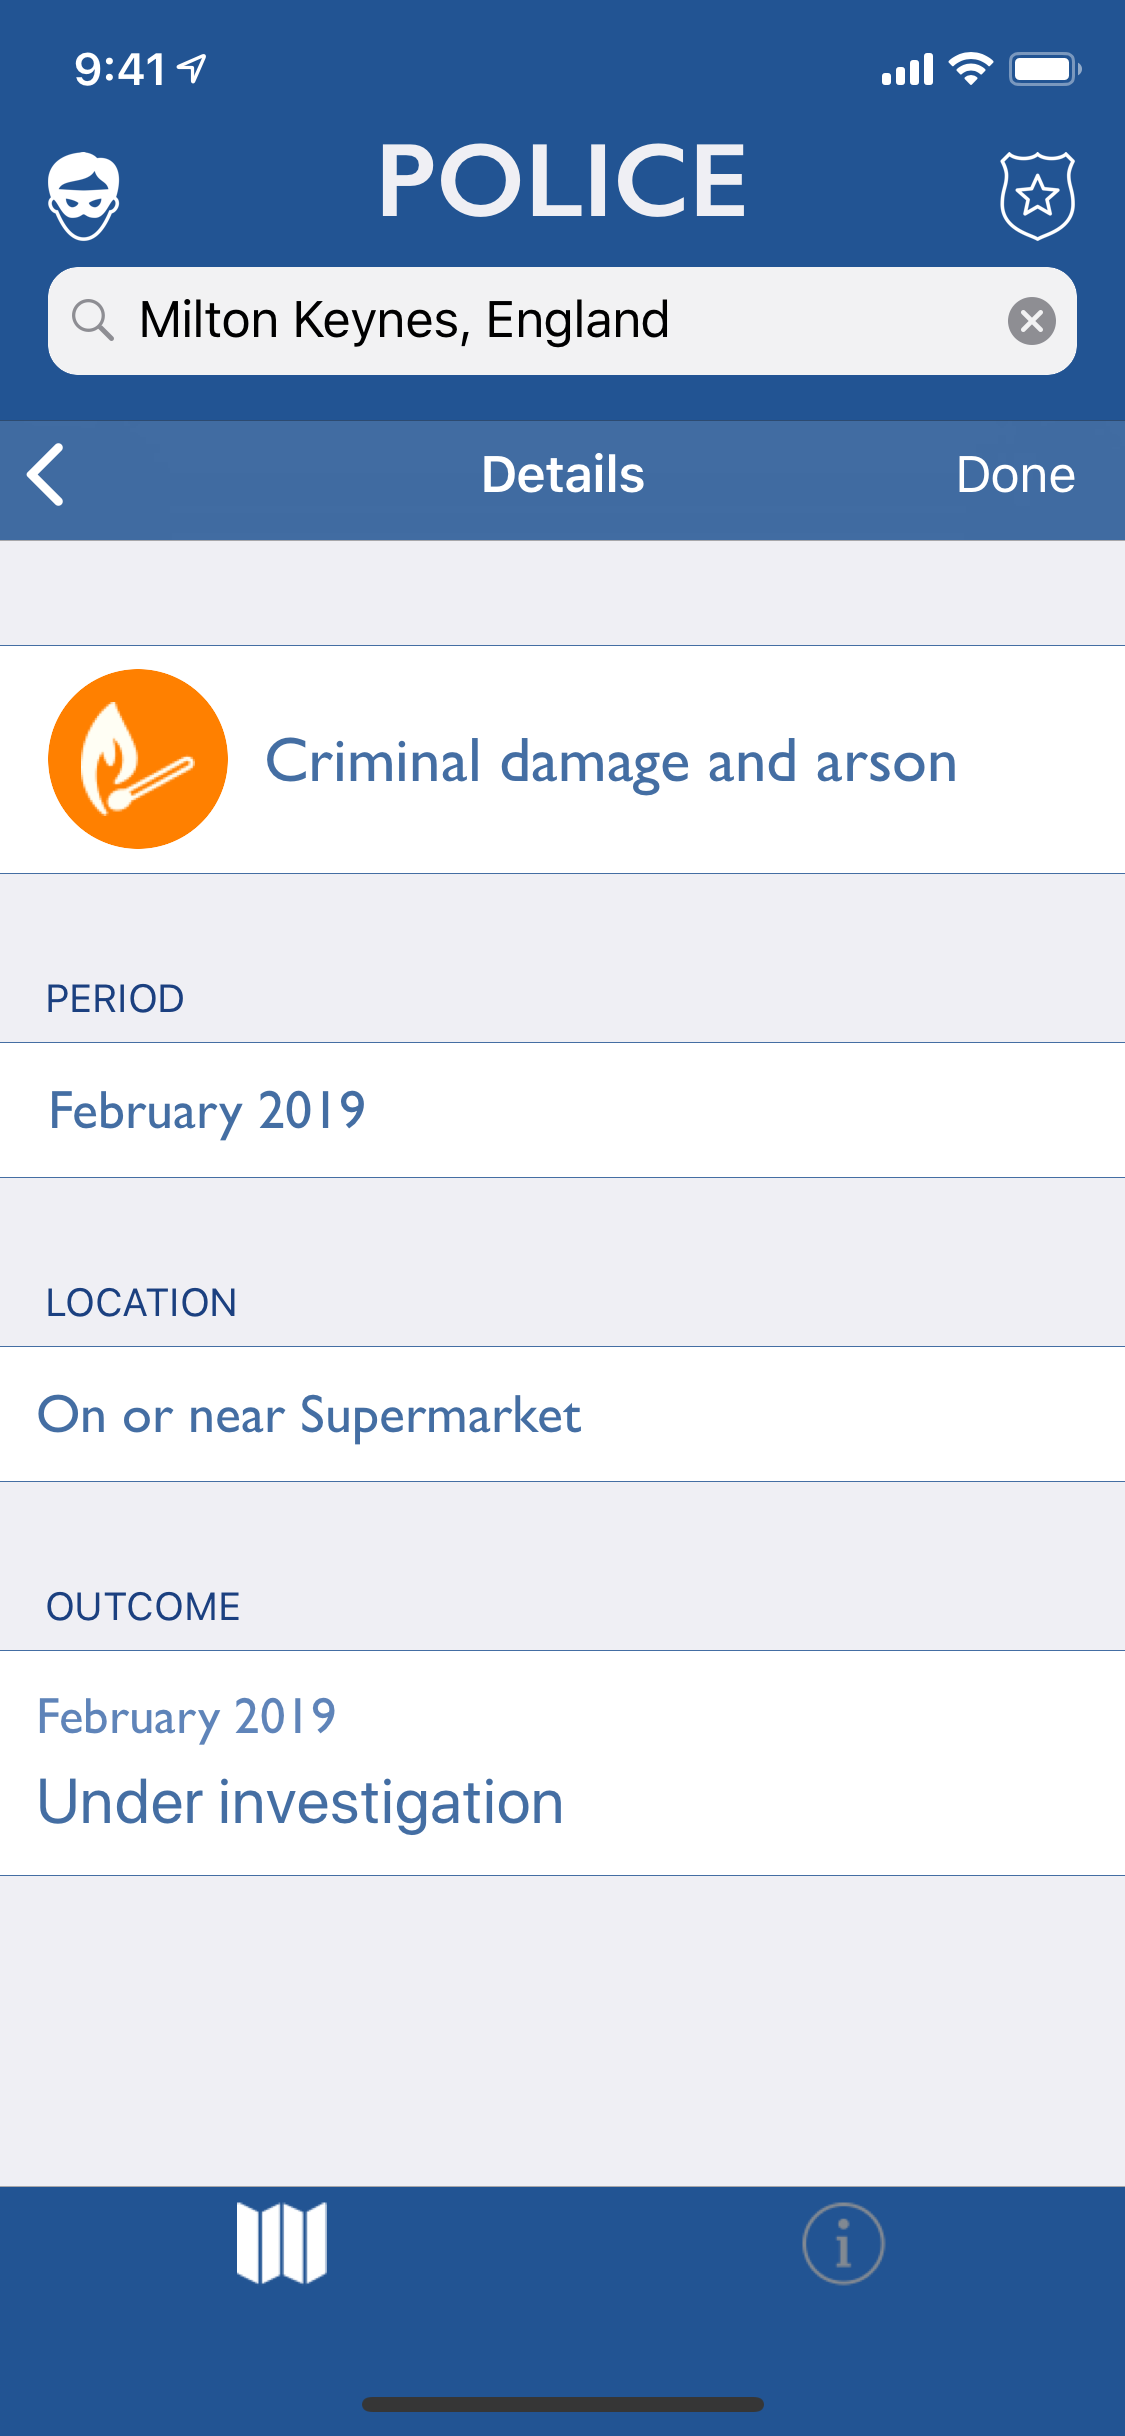 9:41
POLICE
Milton Keynes, England
Details
Done
Criminal damage and arson
PERIOD
February 2019
LOCATION
On or near Supermarket
OUTCOME
February 2019
Under investigation